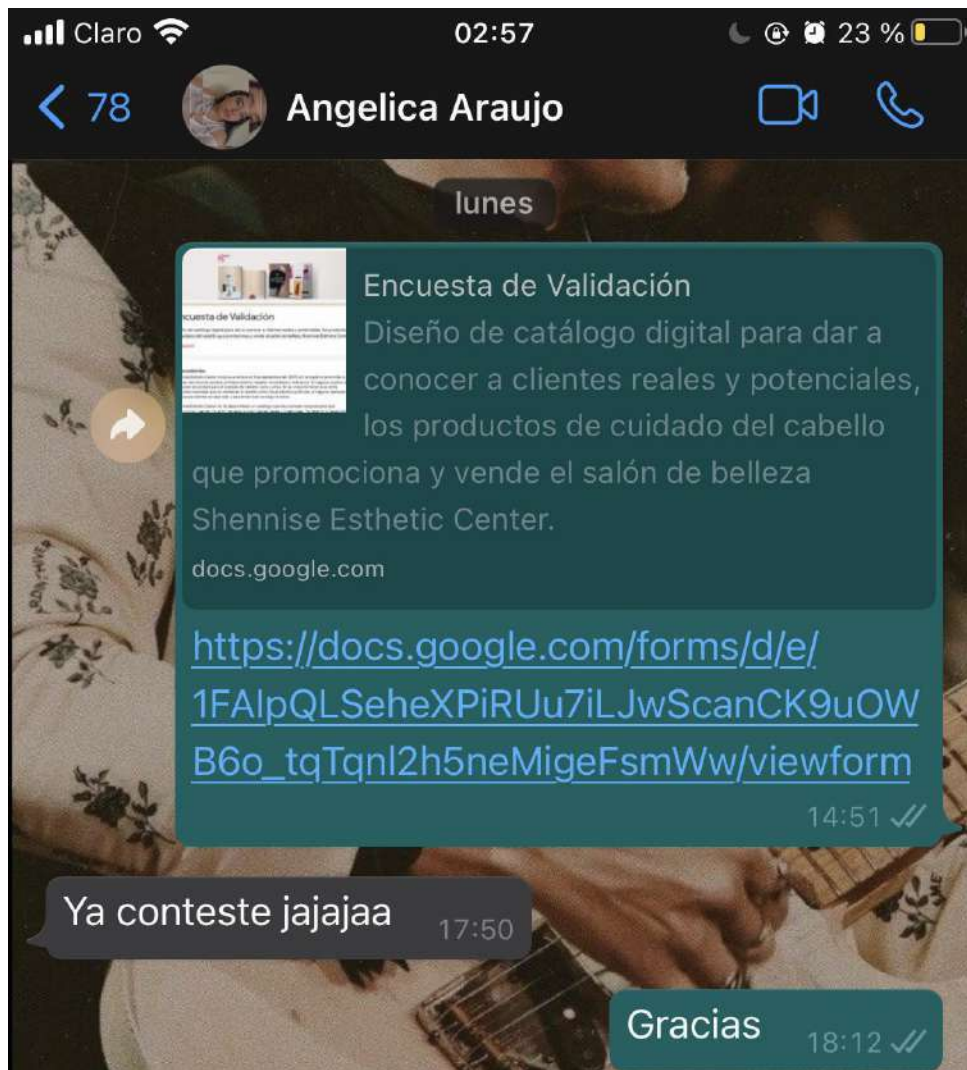 Claro 02:57 23 %
78 Angelica Araujo
lunes
Encuesta de Validación
Diseño de catálogo digital para dar a
conocer a clientes reales y potenciales,
los productos de cuidado del cabello
que promociona y vende el salón de belleza
Shennise Esthetic Center.
docs.google.com
https://docs.google.com/forms/d/e/
1FAIpQLSeheXPiRUu7iLJwScanCK9uOW
B6o_tqTqnl2h5neMigeFsmWw/viewform
14:51
Ya conteste jajajaa 17:50
Gracias 18:12